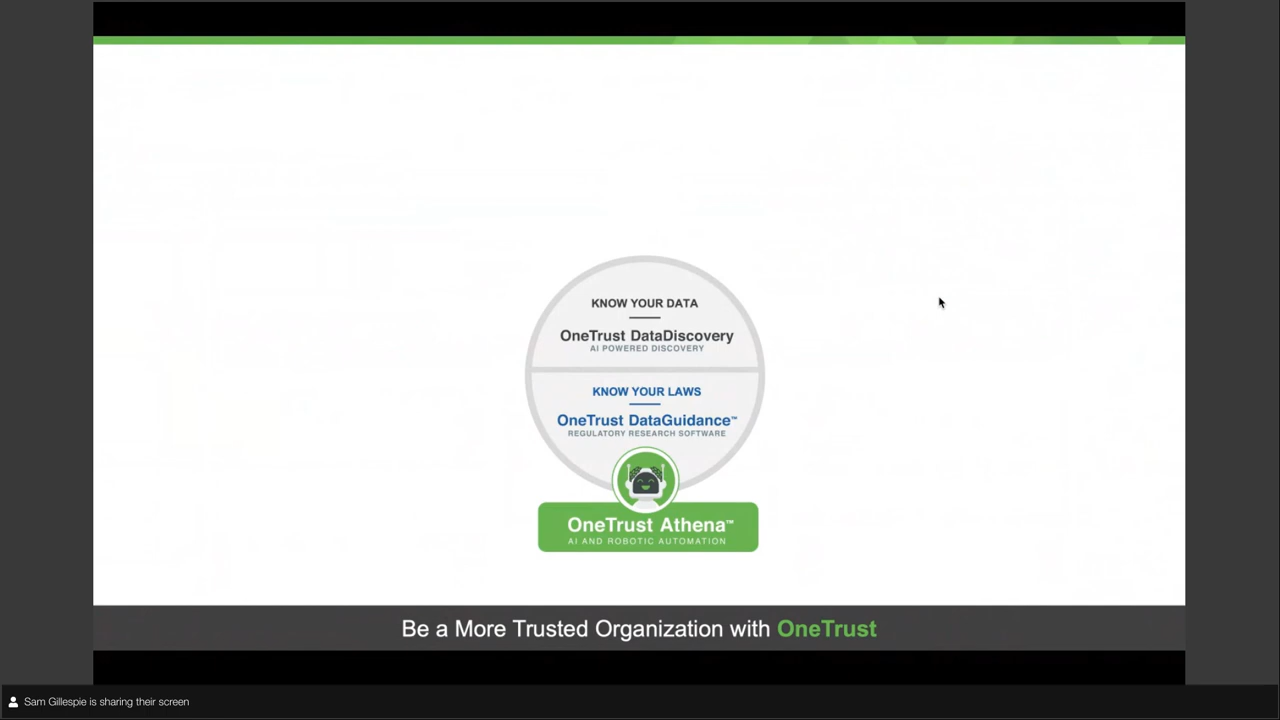 KNOW YOUR DATA
OneTrust DataDiscovery
AI POWERED DISCOVERY
KNOW YOUR LAWS
OneTrust DataGuidance™
REGULATORY RESEARCH SOFTWARE
OneTrust Athena™
AI AND ROBOTIC AUTOMATION
Be a More Trusted Organization with OneTrust
Sam Gillespie is sharing their screen